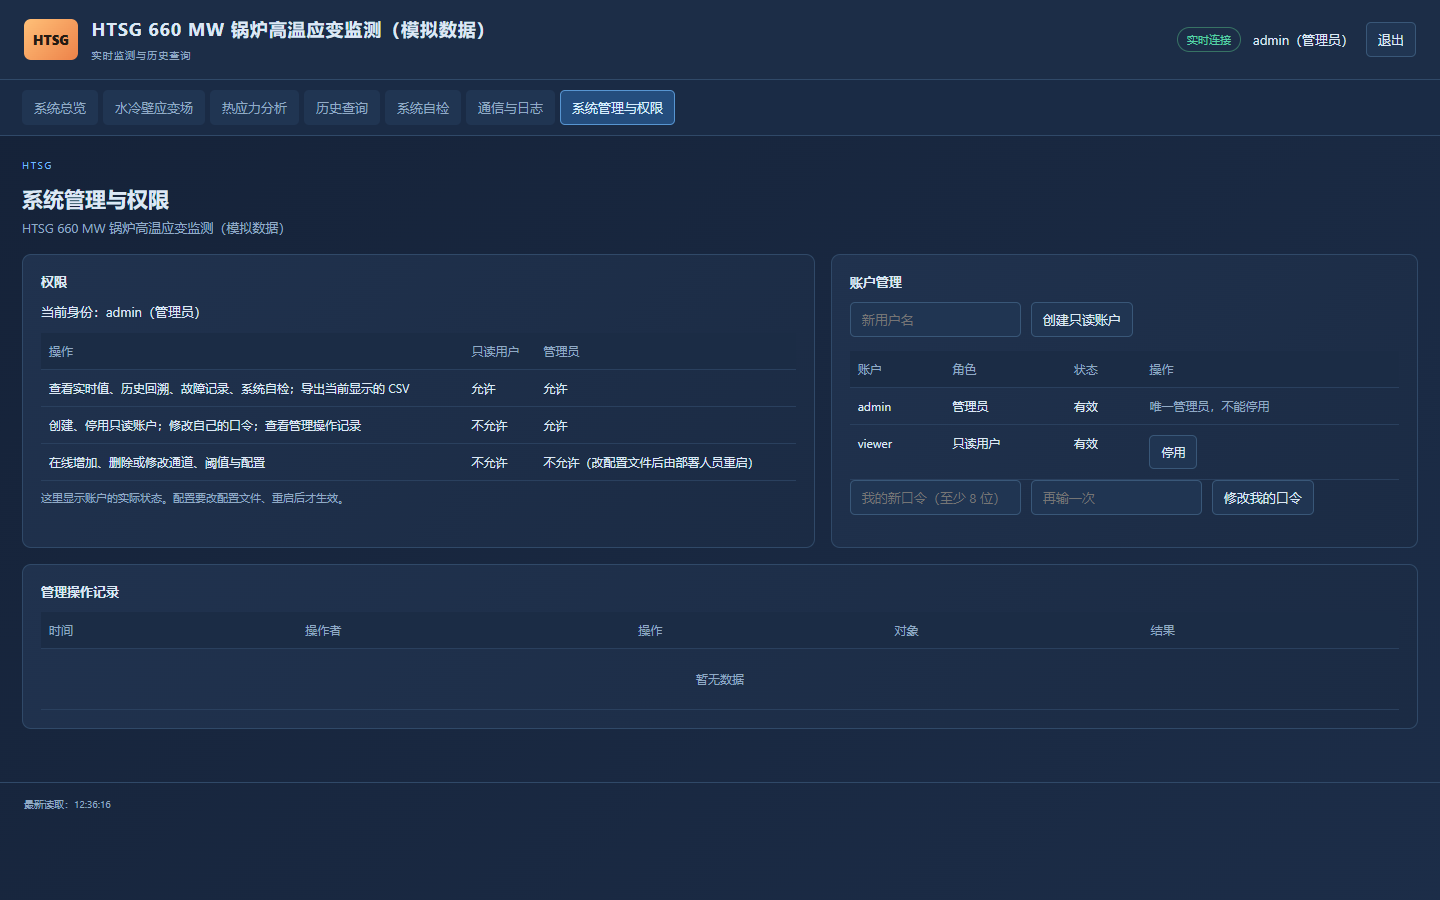 HTSG
HTSG 660 MW 锅炉高温应变监测（模拟数据）
实时监测与历史查询
实时连接
admin（管理员）
退出
系统总览
水冷壁应变场
热应力分析
历史查询
系统自检
通信与日志
系统管理与权限
HTSG
系统管理与权限
HTSG 660 MW 锅炉高温应变监测（模拟数据）
权限
当前身份：admin（管理员）
操作 只读用户 管理员
查看实时值、历史回溯、故障记录、系统自检；导出当前显示的 CSV 允许 允许
创建、停用只读账户；修改自己的口令；查看管理操作记录 不允许 允许
在线增加、删除或修改通道、阈值与配置 不允许 不允许（改配置文件后由部署人员重启）
这里显示账户的实际状态。配置要改配置文件、重启后才生效。
账户管理
新用户名 创建只读账户
账户 角色 状态 操作
admin 管理员 有效 唯一管理员，不能停用
viewer 只读用户 有效 停用
我的新口令（至少 8 位） 再输一次 修改我的口令
管理操作记录
时间 操作者 操作 对象 结果
暂无数据
最新读取：12:36:16